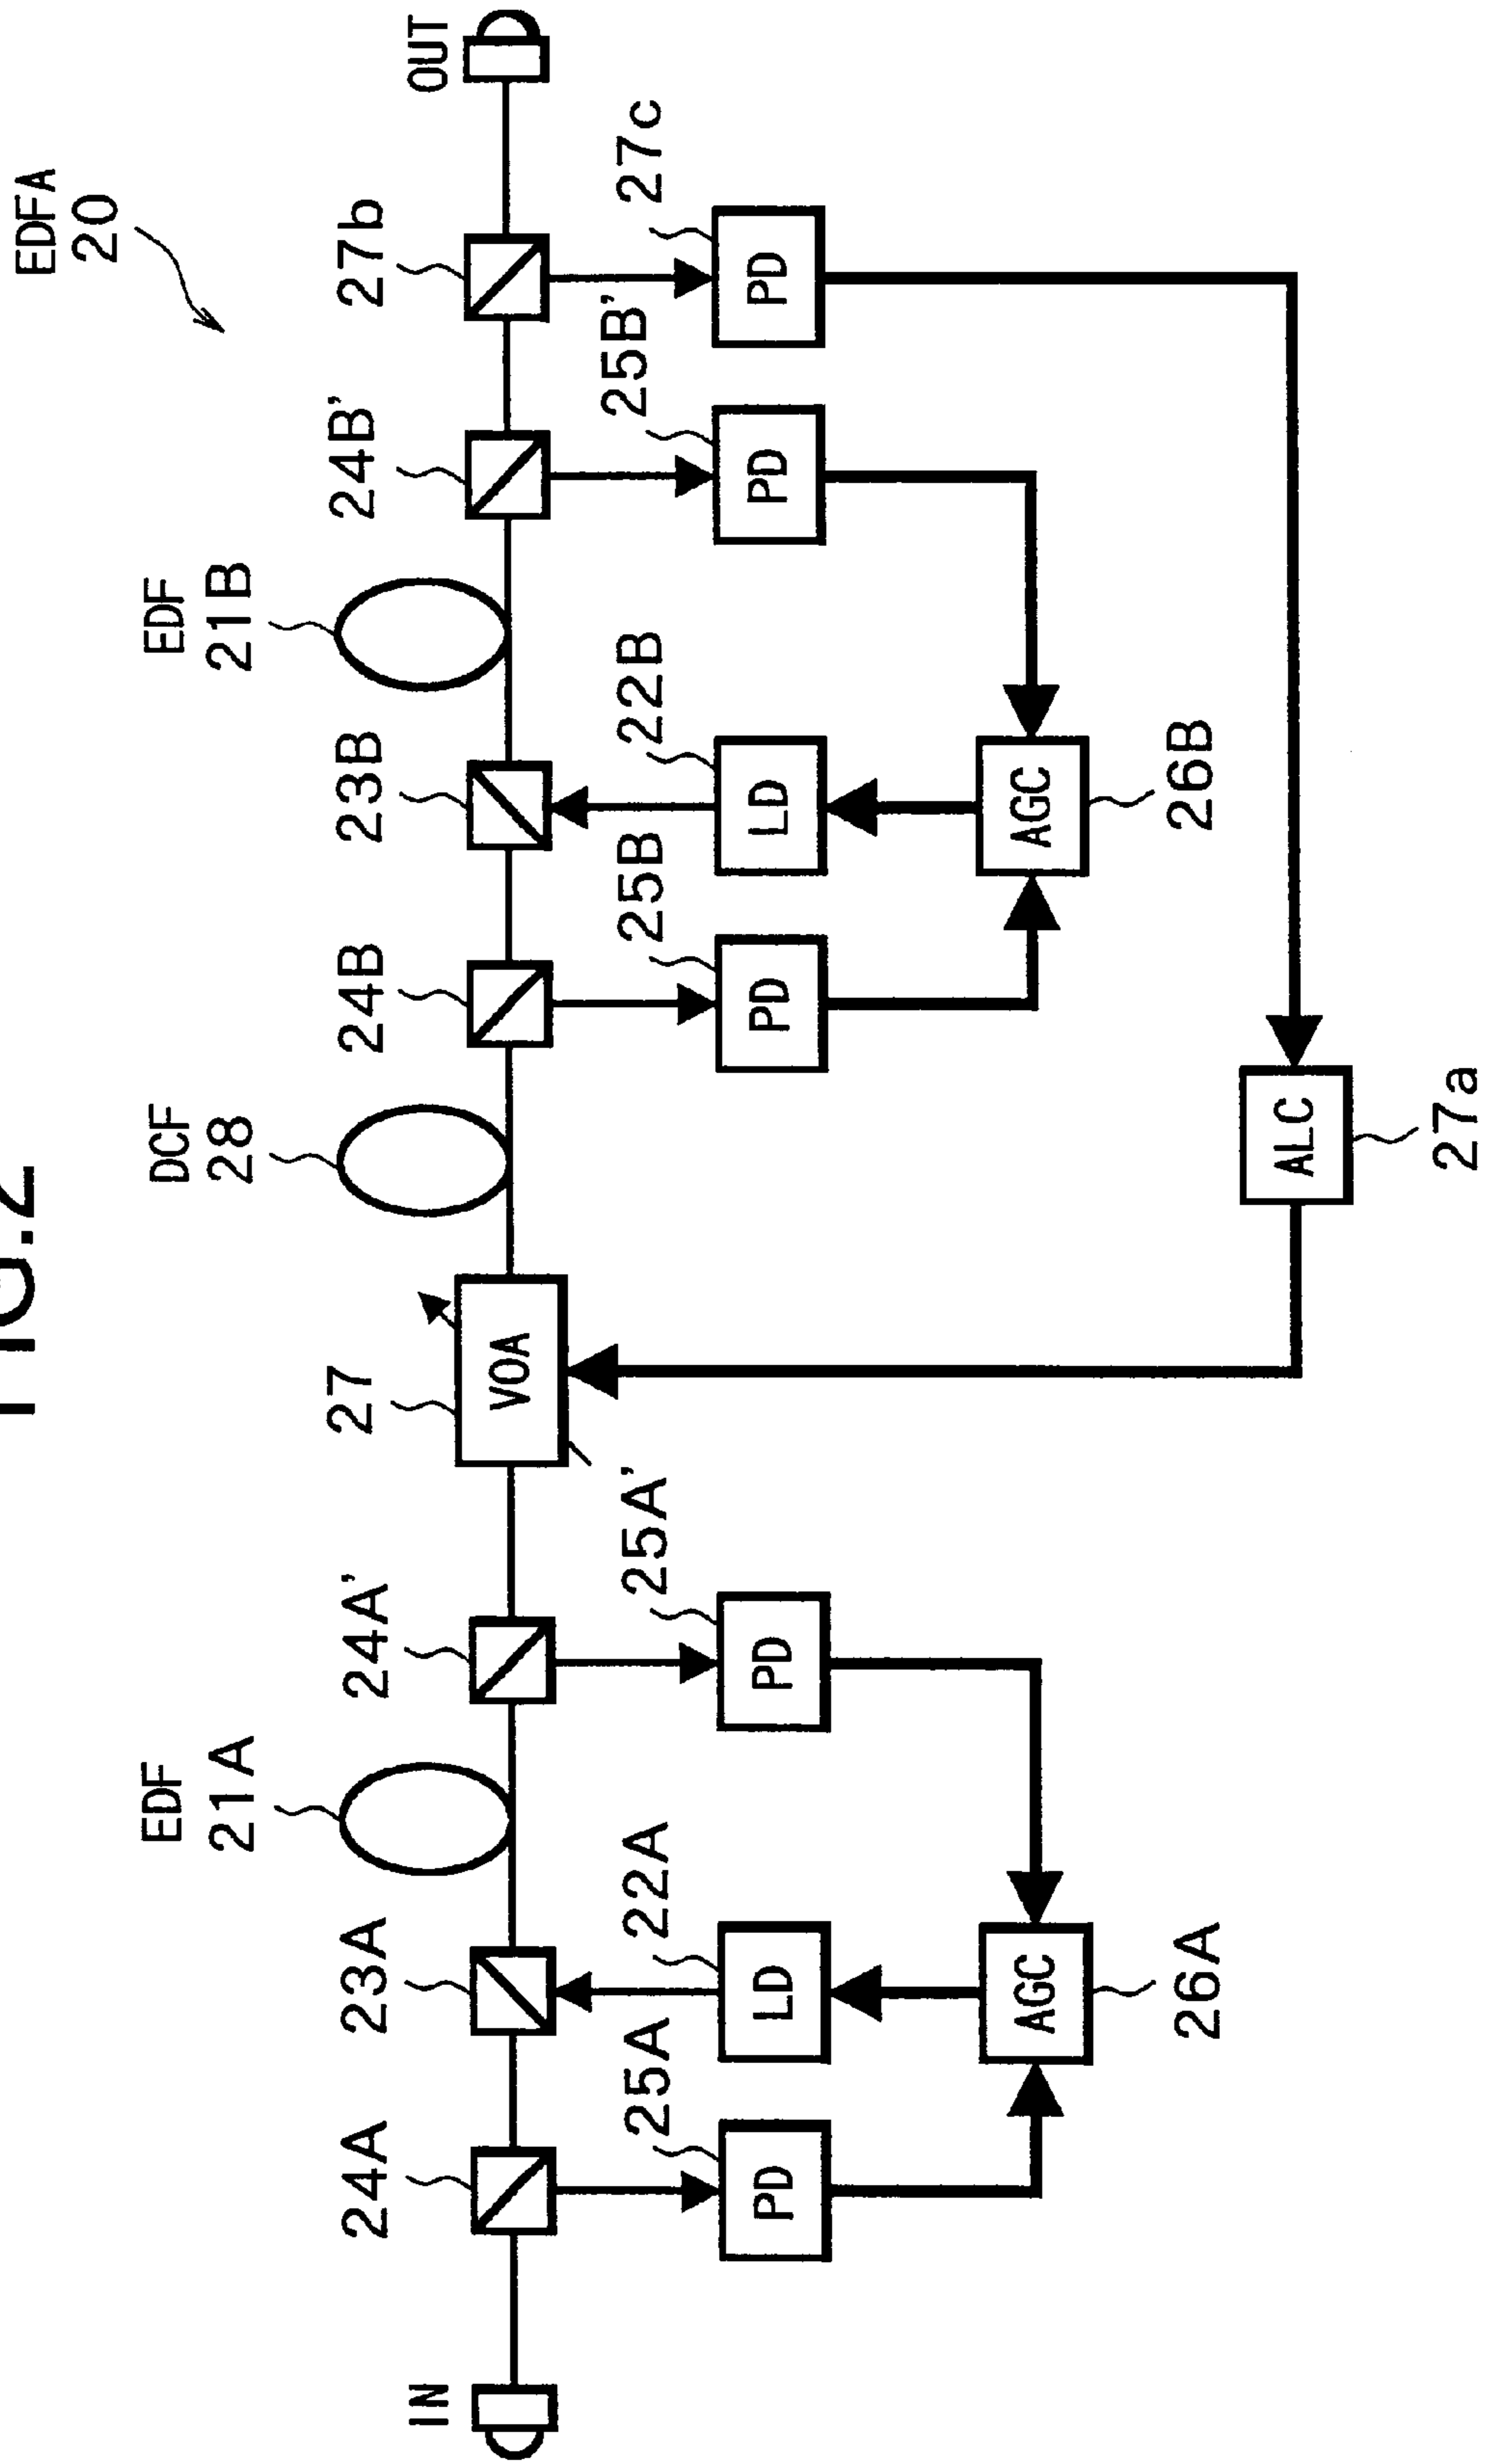 FIG.2
EDFA
20
IN
24A
25A
PD
23A
22A
LD
AGC
26A
EDF
21A
24A'
25A'
PD
27
VOA
DCF
28
ALC
27a
24B
25B
PD
23B
22B
LD
AGC
26B
EDF
21B
24B'
25B'
PD
27b
27c
PD
OUT